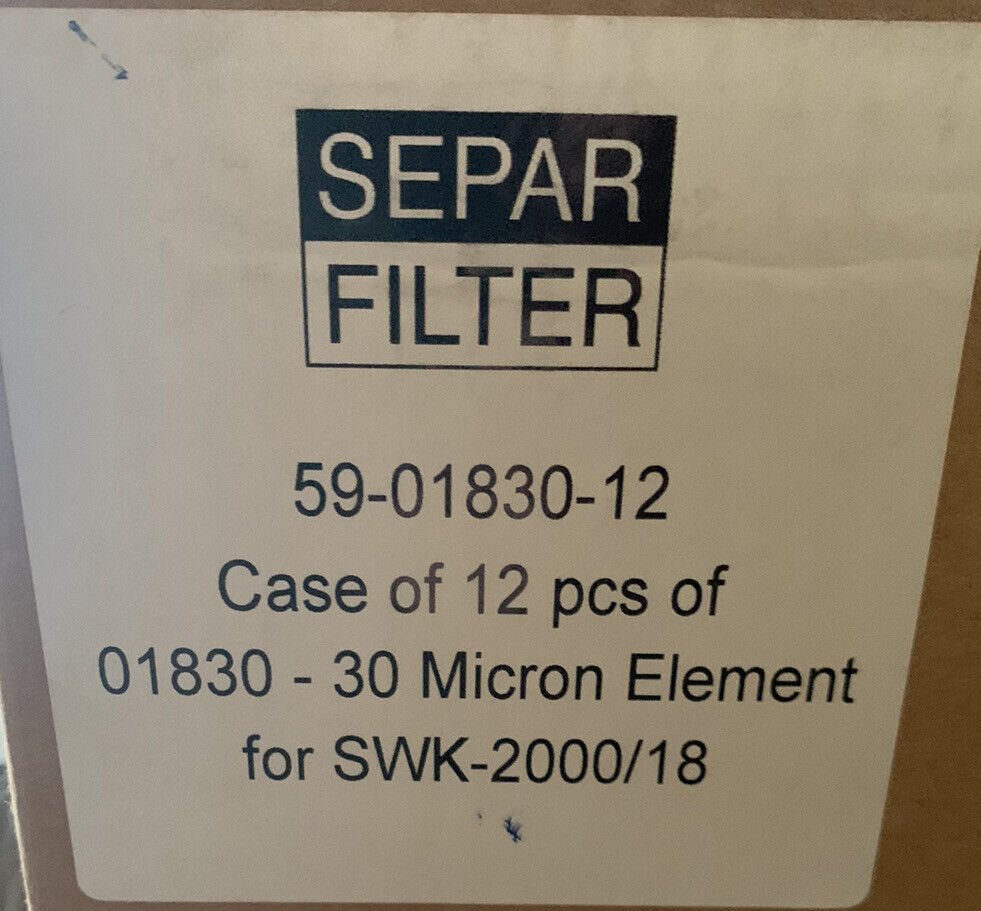 SEPAR
FILTER
59-01830-12
Case of 12 pcs of
01830 - 30 Micron Element
for SWK-2000/18